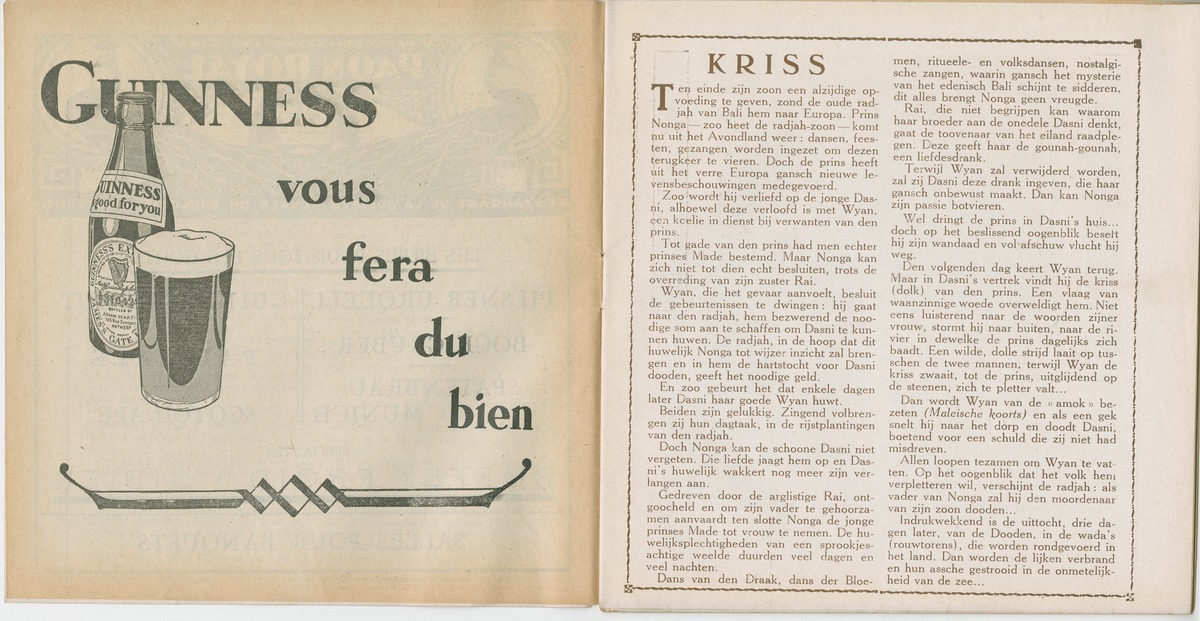 GUINNESS
vous
fera
du
bien
GUINNESS
good for you
GUINNESS'S EX
GATE
KRISS
Ten einde zijn zoon een alzijdige op-
voeding te geven, zond de oude rad-
jah van Bali hem naar Europa. Prins
Nonga — zoo heet de radjah-zoon — komt
nu uit het Avondland weer : dansen, fees-
ten, gezangen worden ingezet om dezen
terugkeer te vieren. Doch de prins heeft
uit het verre Europa gansch nieuwe le-
vensbeschouwingen medegevoerd.
Zoo wordt hij verliefd op de jonge Das-
ni, alhoewel deze verloofd is met Wyan,
een koelie in dienst bij verwanten van den
prins.
Tot gade van den prins had men echter
prinses Made bestemd. Maar Nonga kan
zich niet tot dien echt besluiten, trots de
overreding van zijn zuster Rai.
Wyan, die het gevaar aanvoelt, besluit
de gebeurtenissen te dwingen : hij gaat
naar den radjah, hem bezwerend de noo-
dige som aan te schaffen om Dasni te kun-
nen huwen. De radjah, in de hoop dat dit
huwelijk Nonga tot wijzer inzicht zal bren-
gen en in hem de hartstocht voor Dasni
dooden, geeft het noodige geld.
En zoo gebeurt het dat enkele dagen
later Dasni haar goede Wyan huwt.
Beiden zijn gelukkig. Zingend volbren-
gen zij hun dagtaak, in de rijstplantingen
van den radjah.
Doch Nonga kan de schoone Dasni niet
vergeten. Die liefde jaagt hem op en Das-
ni's huwelijk wakkert nog meer zijn ver-
langen aan.
Gedreven door de arglistige Rai, ont-
goocheld en om zijn vader te gehoorza-
men aanvaardt ten slotte Nonga de jonge
prinses Made tot vrouw te nemen. De hu-
welijksplechtigheden van een sprookjes-
achtige weelde duurden veel dagen en
veel nachten.
Dans van den Draak, dans der Bloe-
men, ritueele- en volksdansen, nostalgi-
sche zangen, waarin gansch het mysterie
van het edenisch Bali schijnt te sidderen,
dit alles brengt Nonga geen vreugde.
Rai, die niet begrijpen kan waarom
haar broeder aan de onedele Dasni denkt,
gaat de toovenaar van het eiland raadple-
gen. Deze geeft haar de gounah-gounah,
een liefdesdrank.
Terwijl Wyan zal verwijderd worden,
zal zij Dasni deze drank ingeven, die haar
gansch onbewust maakt. Dan kan Nonga
zijn passie botvieren.
Wel dringt de prins in Dasni's huis...
doch op het beslissend oogenblik beseft
hij zijn wandaad en vol afschuw vlucht hij
weg.
Den volgenden dag keert Wyan terug.
Maar in Dasni's vertrek vindt hij de kriss
(dolk) van den prins. Een vlaag van
waanzinnige woede overweldigt hem. Niet
eens luisterend naar de woorden zijner
vrouw, stormt hij naar buiten, naar de ri-
vier in dewelke de prins dagelijks zich
baadt. Een wilde, dolle strijd laait op tus-
schen de twee mannen, terwijl Wyan de
kriss zwaait, tot de prins, uitglijdend op
de steenen, zich te pletter valt...
Dan wordt Wyan van de « amok » be-
zeten (Maleische koorts) en als een gek
snelt hij naar het dorp en doodt Dasni,
boetend voor een schuld die zij niet had
misdreven.
Allen loopen tezamen om Wyan te vat-
ten. Op het oogenblik dat het volk hem
verpletteren wil, verschijnt de radjah : als
vader van Nonga zal hij den moordenaar
van zijn zoon dooden...
Indrukwekkend is de uittocht, drie da-
gen later, van de Dooden, in de wada's
(rouwtorens), die worden rondgevoerd in
het land. Dan worden de lijken verbrand
en hun assche gestrooid in de onmetelijk-
heid van de zee...